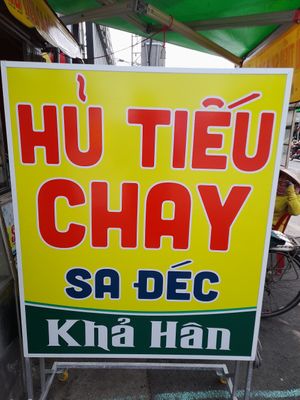 HỦ TIẾU
CHAY
SA ĐÉC
Khả Hân